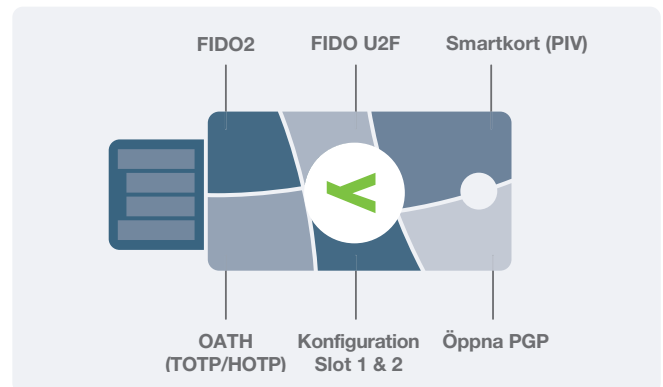 FIDO2
FIDO U2F
Smartkort (PIV)
OATH
(TOTP/HOTP)
Konfiguration
Slot 1 & 2
Öppna PGP